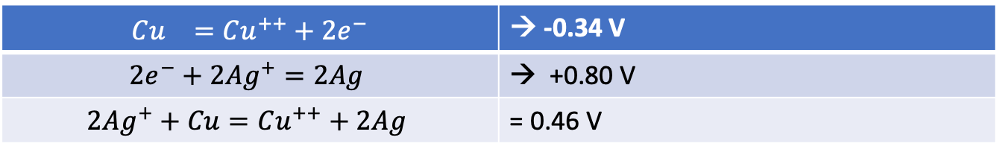 Cu = Cu⁺⁺ + 2e⁻ → -0.34 V
2e⁻ + 2Ag⁺ = 2Ag → +0.80 V
2Ag⁺ + Cu = Cu⁺⁺ + 2Ag = 0.46 V